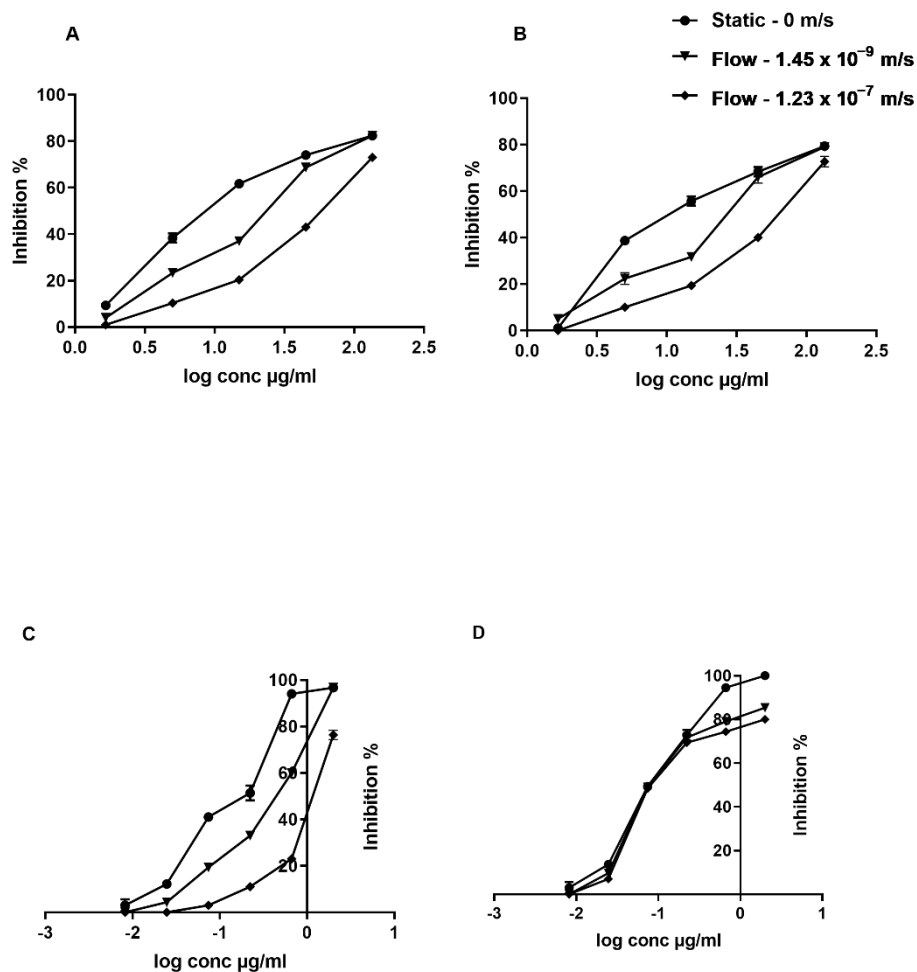 A
B
Static - 0 m/s
Flow - 1.45 x 10⁻⁹ m/s
Flow - 1.23 x 10⁻⁷ m/s
100
80
60
40
20
0
Inhibition %
0.0 0.5 1.0 1.5 2.0 2.5
log conc µg/ml
100
80
60
40
20
0
Inhibition %
0.0 0.5 1.0 1.5 2.0 2.5
log conc µg/ml
C
D
100
80
60
40
20
Inhibition %
-3 -2 -1 0 1
log conc µg/ml
100
80
60
40
20
Inhibition %
-3 -2 -1 0 1
log conc µg/ml